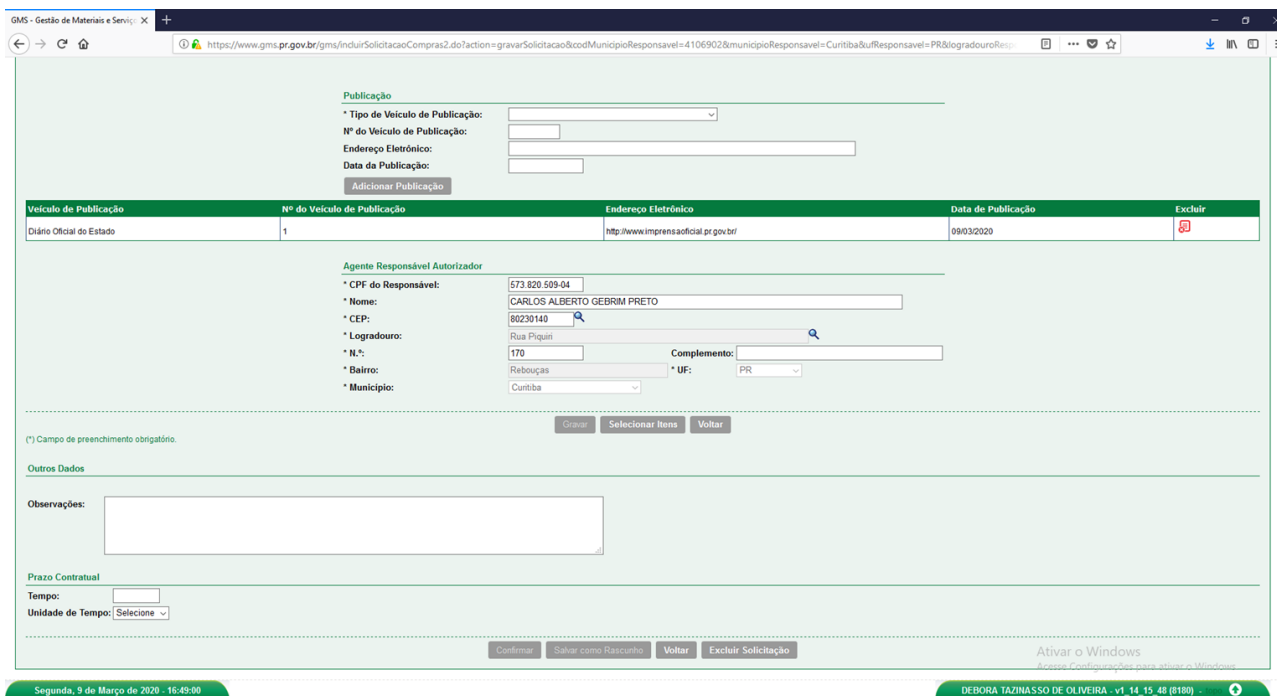 GMS - Gestão de Materiais e Serviç
https://www.gms.pr.gov.br/gms/incluirSolicitacaoCompras2.do?action=gravarSolicitacao&codMunicipioResponsavel=4106902&municipioResponsavel=Curitiba&ufResponsavel=PR&logradouroResp
Publicação
* Tipo de Veículo de Publicação:
Nº do Veículo de Publicação:
Endereço Eletrônico:
Data da Publicação:
Adicionar Publicação
Veículo de Publicação Nº do Veículo de Publicação Endereço Eletrônico Data de Publicação Excluir
Diário Oficial do Estado 1 http://www.imprensaoficial.pr.gov.br/ 09/03/2020
Agente Responsável Autorizador
* CPF do Responsável: 573.820.509-04
* Nome: CARLOS ALBERTO GEBRIM PRETO
* CEP: 80230140
* Logradouro: Rua Piquiri
* N.º: 170 Complemento:
* Bairro: Rebouças * UF: PR
* Município: Curitiba
Gravar Selecionar Itens Voltar
(*) Campo de preenchimento obrigatório.
Outros Dados
Observações:
Prazo Contratual
Tempo:
Unidade de Tempo: Selecione
Confirmar Salvar como Rascunho Voltar Excluir Solicitação
Ativar o Windows
Acesse Configurações para ativar o Windows.
Segunda, 9 de Março de 2020 - 16:49:00 DEBORA TAZINASSO DE OLIVEIRA - v1_14_15_48 (8180) -